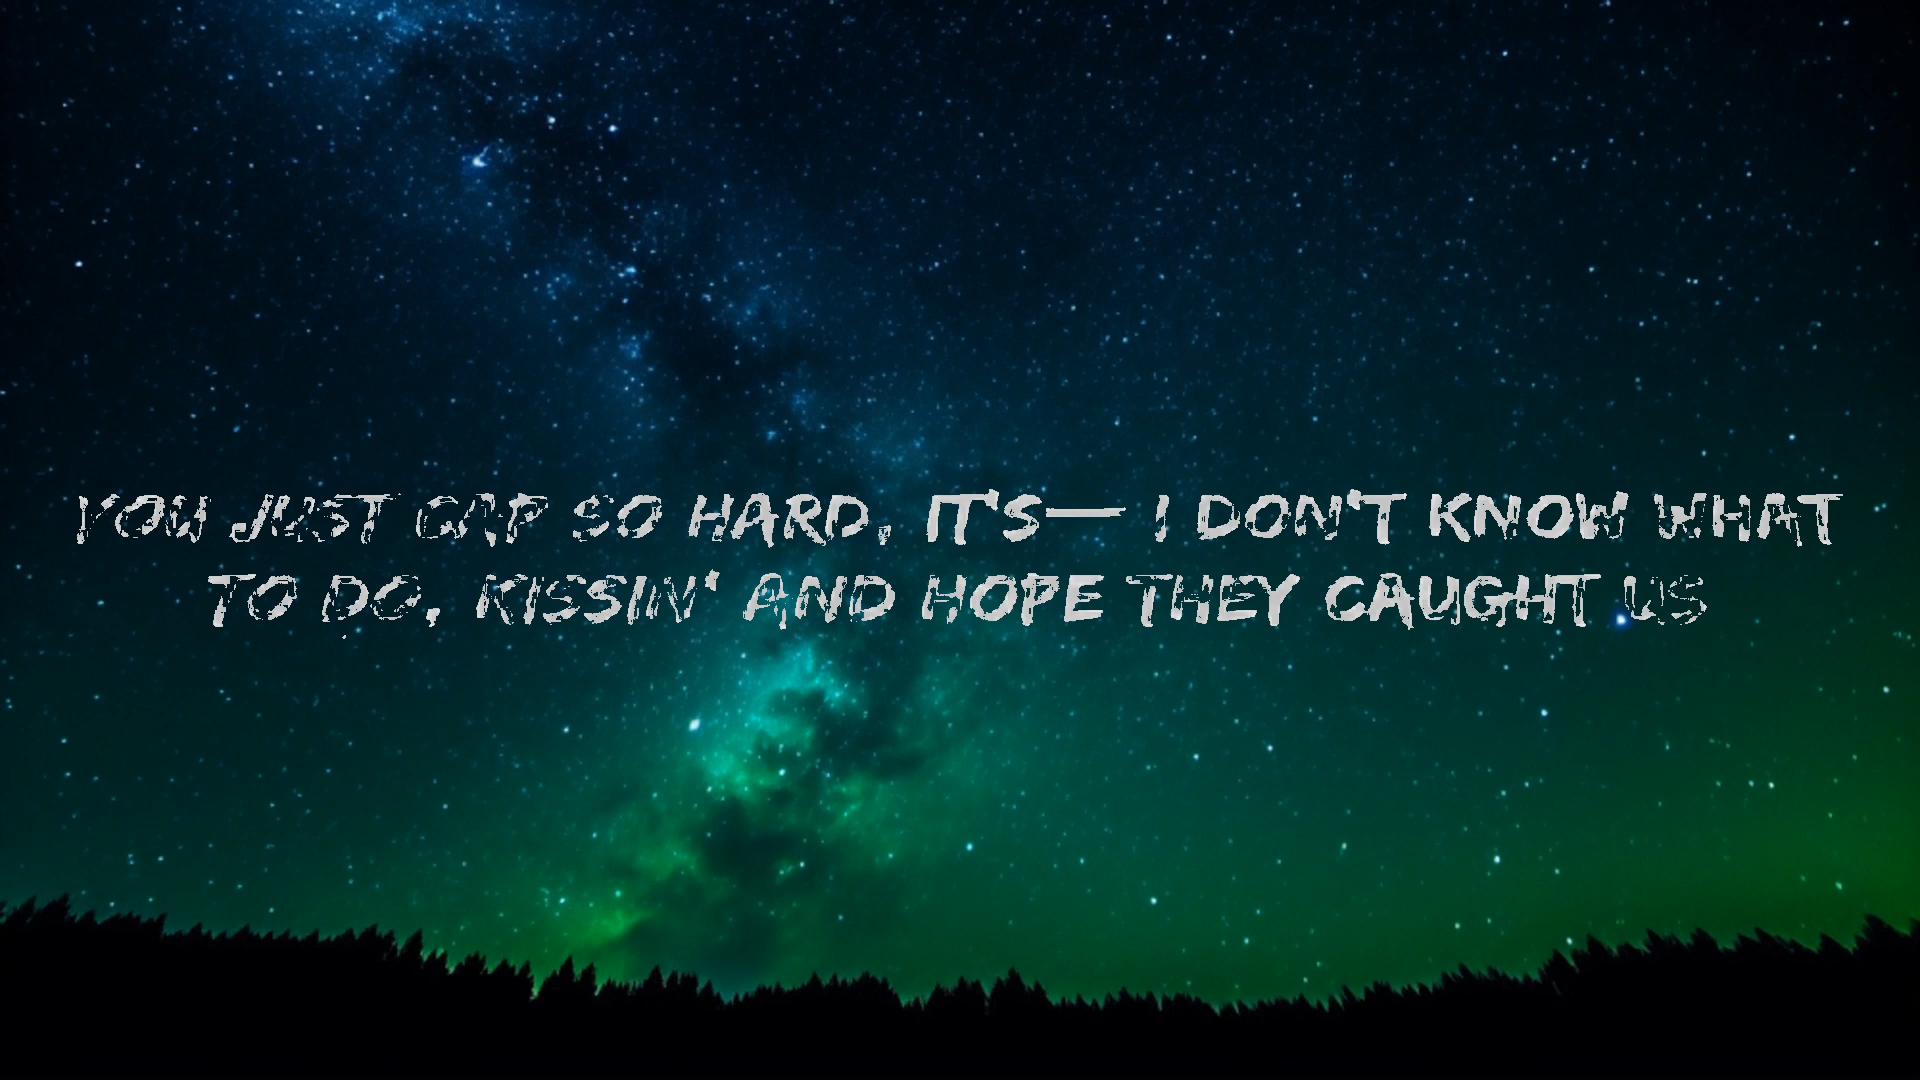 YOU JUST CAP SO HARD, IT'S— I DON'T KNOW WHAT
TO DO, KISSIN' AND HOPE THEY CAUGHT US